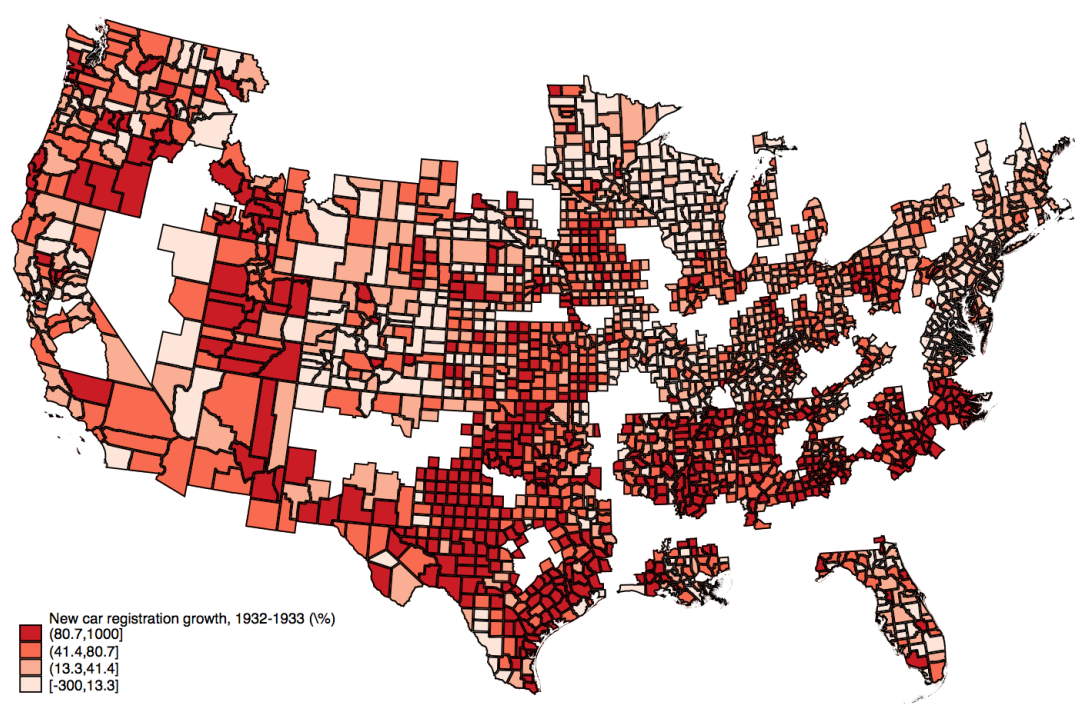 New car registration growth, 1932-1933 (\%)
(80.7,1000]
(41.4,80.7]
(13.3,41.4]
[-300,13.3]